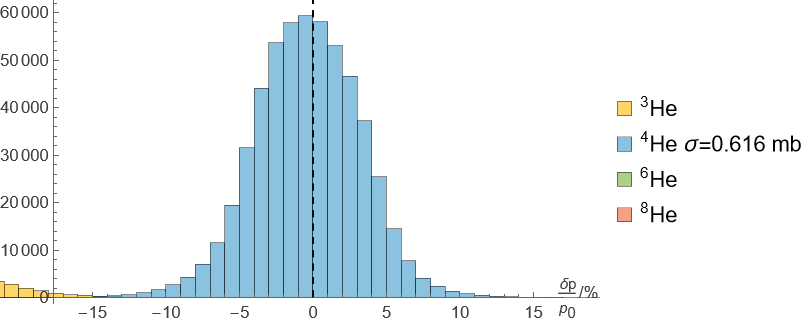 60 000
50 000
40 000
30 000
20 000
10 000
0
−15 −10 −5 0 5 10 15
δp/p₀ /%
³He
⁴He σ=0.616 mb
⁶He
⁸He